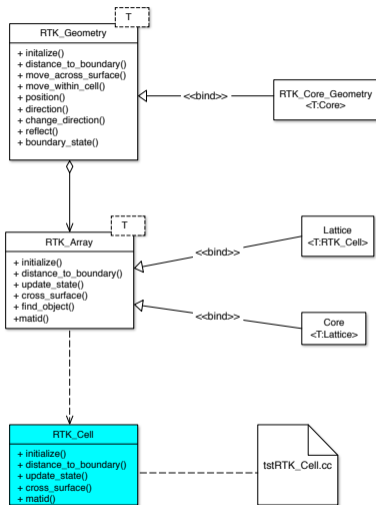 T
RTK_Geometry
+ initalize()
+ distance_to_boundary()
+ move_across_surface()
+ move_within_cell()
+ position()
+ direction()
+ change_direction()
+ reflect()
+ boundary_state()
<<bind>>
RTK_Core_Geometry
<T:Core>
T
RTK_Array
+ initialize()
+ distance_to_boundary()
+ update_state()
+ cross_surface()
+ find_object()
+matid()
<<bind>>
Lattice
<T:RTK_Cell>
<<bind>>
Core
<T:Lattice>
RTK_Cell
+ initialize()
+ distance_to_boundary()
+ update_state()
+ cross_surface()
+ matid()
tstRTK_Cell.cc